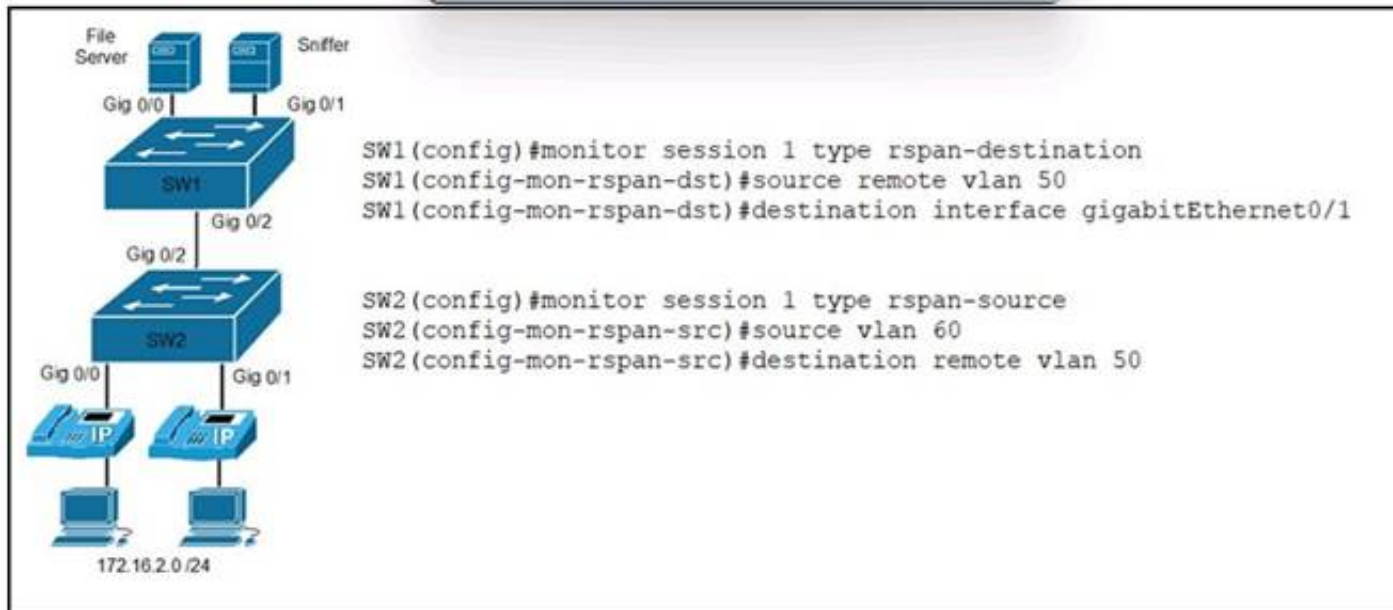 File
Server
Sniffer
Gig 0/0
Gig 0/1
SW1
Gig 0/2
Gig 0/2
SW2
Gig 0/0
Gig 0/1
IP
IP
172.16.2.0 /24
SW1(config)#monitor session 1 type rspan-destination
SW1(config-mon-rspan-dst)#source remote vlan 50
SW1(config-mon-rspan-dst)#destination interface gigabitEthernet0/1
SW2(config)#monitor session 1 type rspan-source
SW2(config-mon-rspan-src)#source vlan 60
SW2(config-mon-rspan-src)#destination remote vlan 50